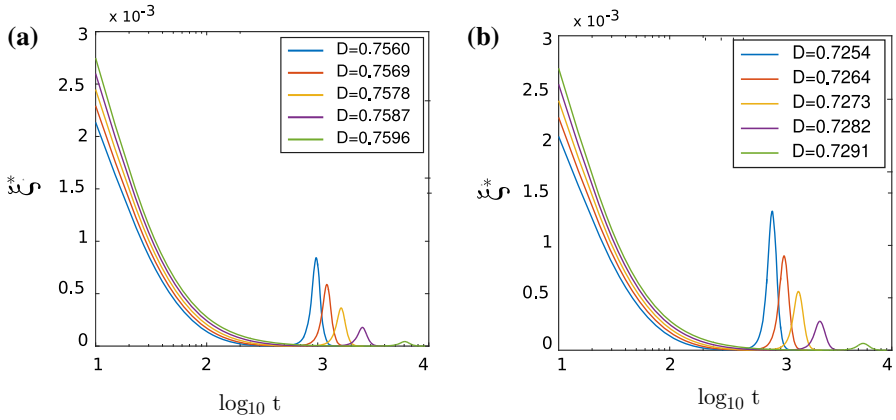 (a)
x 10⁻³
3
2.5
2
1.5
1
0.5
0
ξ*
D=0.7560
D=0.7569
D=0.7578
D=0.7587
D=0.7596
1 2 3 4
log₁₀ t
(b)
x 10⁻³
3
2.5
2
1.5
1
0.5
0
ξ*
D=0.7254
D=0.7264
D=0.7273
D=0.7282
D=0.7291
1 2 3 4
log₁₀ t